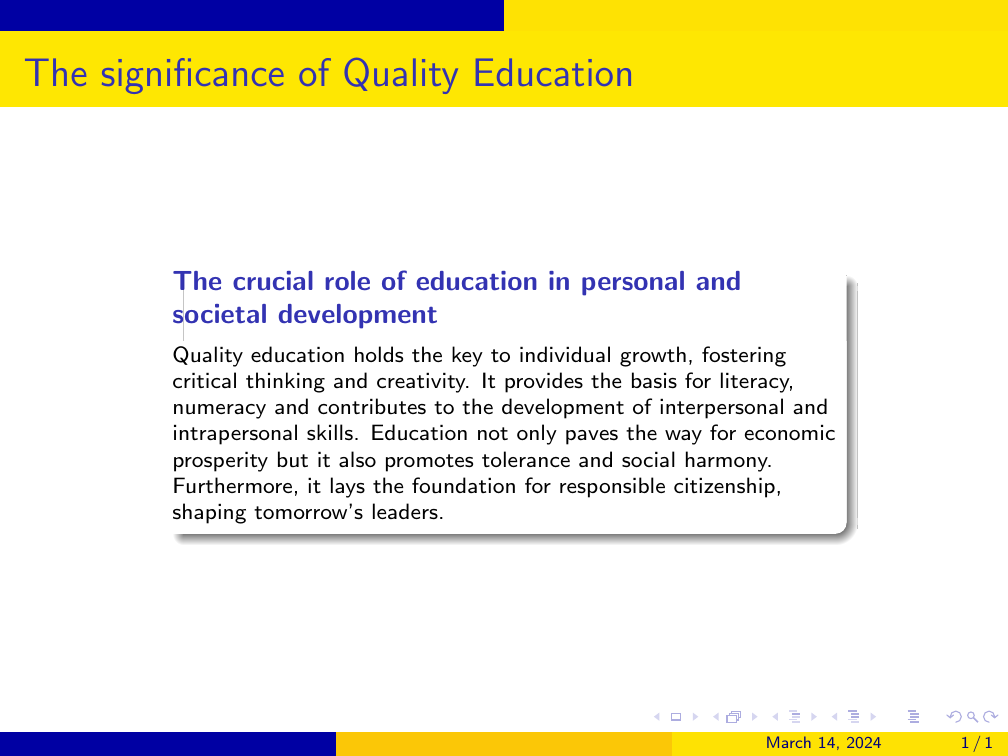 The significance of Quality Education
The crucial role of education in personal and
societal development
Quality education holds the key to individual growth, fostering
critical thinking and creativity. It provides the basis for literacy,
numeracy and contributes to the development of interpersonal and
intrapersonal skills. Education not only paves the way for economic
prosperity but it also promotes tolerance and social harmony.
Furthermore, it lays the foundation for responsible citizenship,
shaping tomorrow's leaders.
March 14, 2024 1 / 1